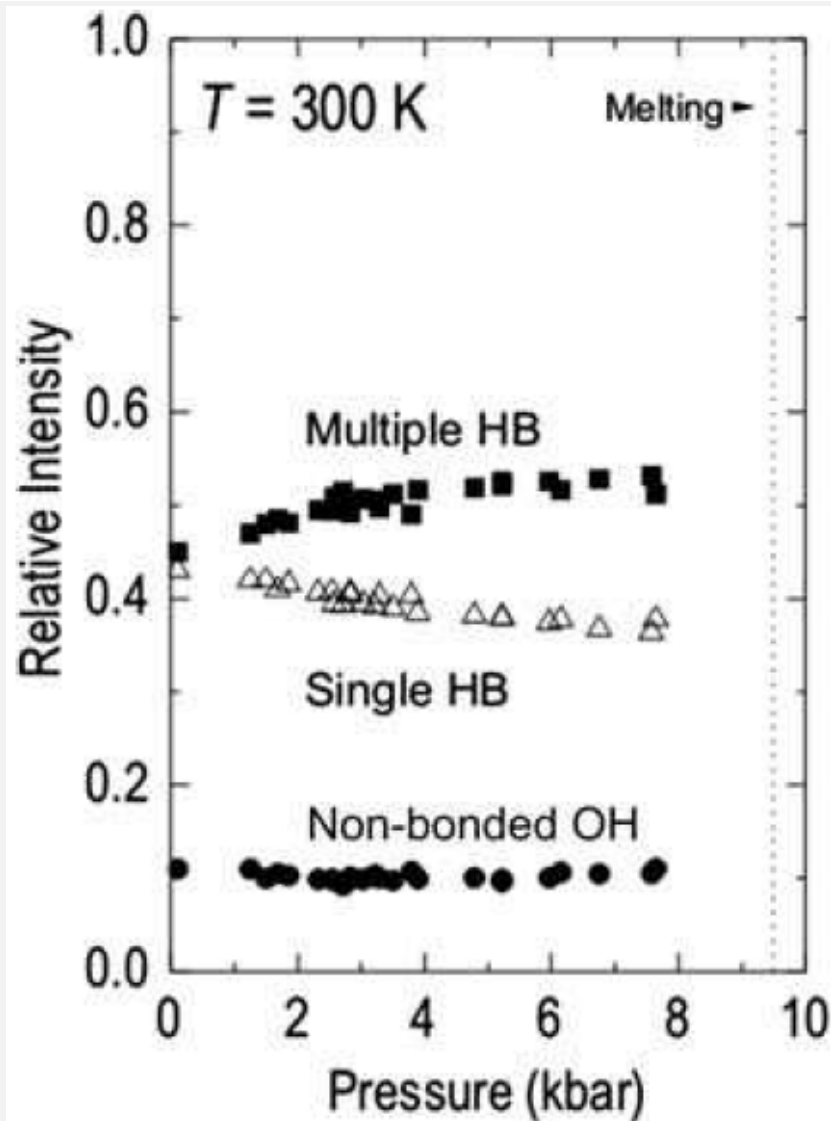 1.0
T = 300 K
Melting
0.8
0.6
Multiple HB
Relative Intensity
0.4
Single HB
0.2
Non-bonded OH
0.0
0 2 4 6 8 10
Pressure (kbar)